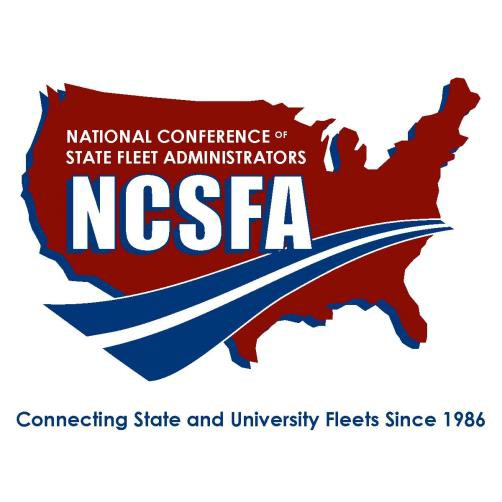 NATIONAL CONFERENCE OF
STATE FLEET ADMINISTRATORS
NCSFA
Connecting State and University Fleets Since 1986